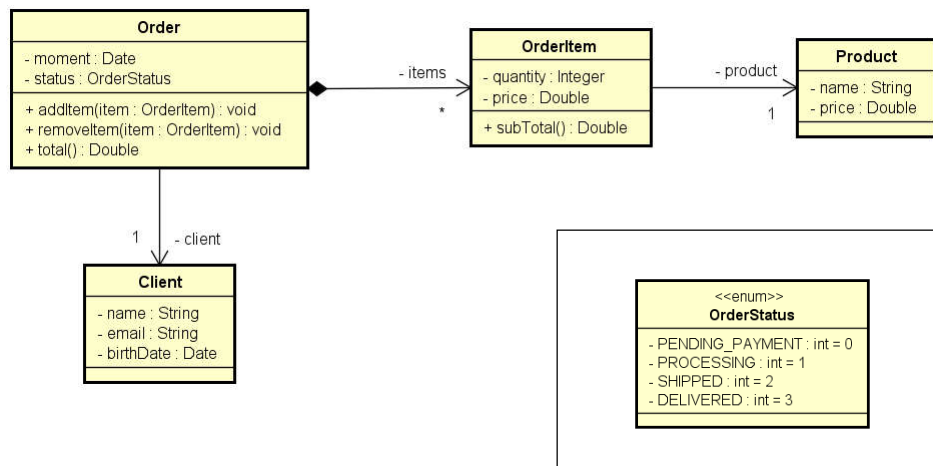 Order
- moment : Date
- status : OrderStatus
+ addItem(item : OrderItem) : void
+ removeItem(item : OrderItem) : void
+ total() : Double
- items
*
OrderItem
- quantity : Integer
- price : Double
+ subTotal() : Double
- product
1
Product
- name : String
- price : Double
1
- client
Client
- name : String
- email : String
- birthDate : Date
<<enum>>
OrderStatus
- PENDING_PAYMENT : int = 0
- PROCESSING : int = 1
- SHIPPED : int = 2
- DELIVERED : int = 3